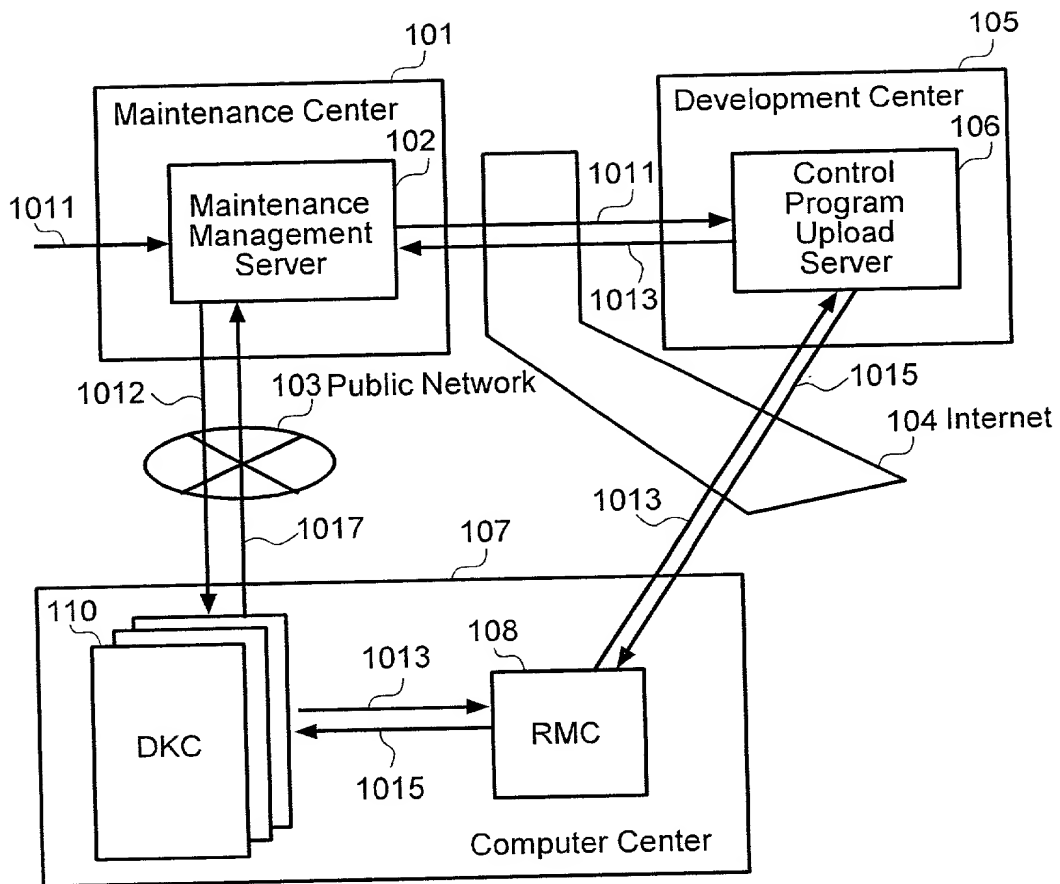 101
Maintenance Center
102
Maintenance
Management
Server
1011
1011
1013
105
Development Center
106
Control
Program
Upload
Server
1012
103 Public Network
1017
1015
104 Internet
1013
107
110
DKC
1013
1015
108
RMC
Computer Center